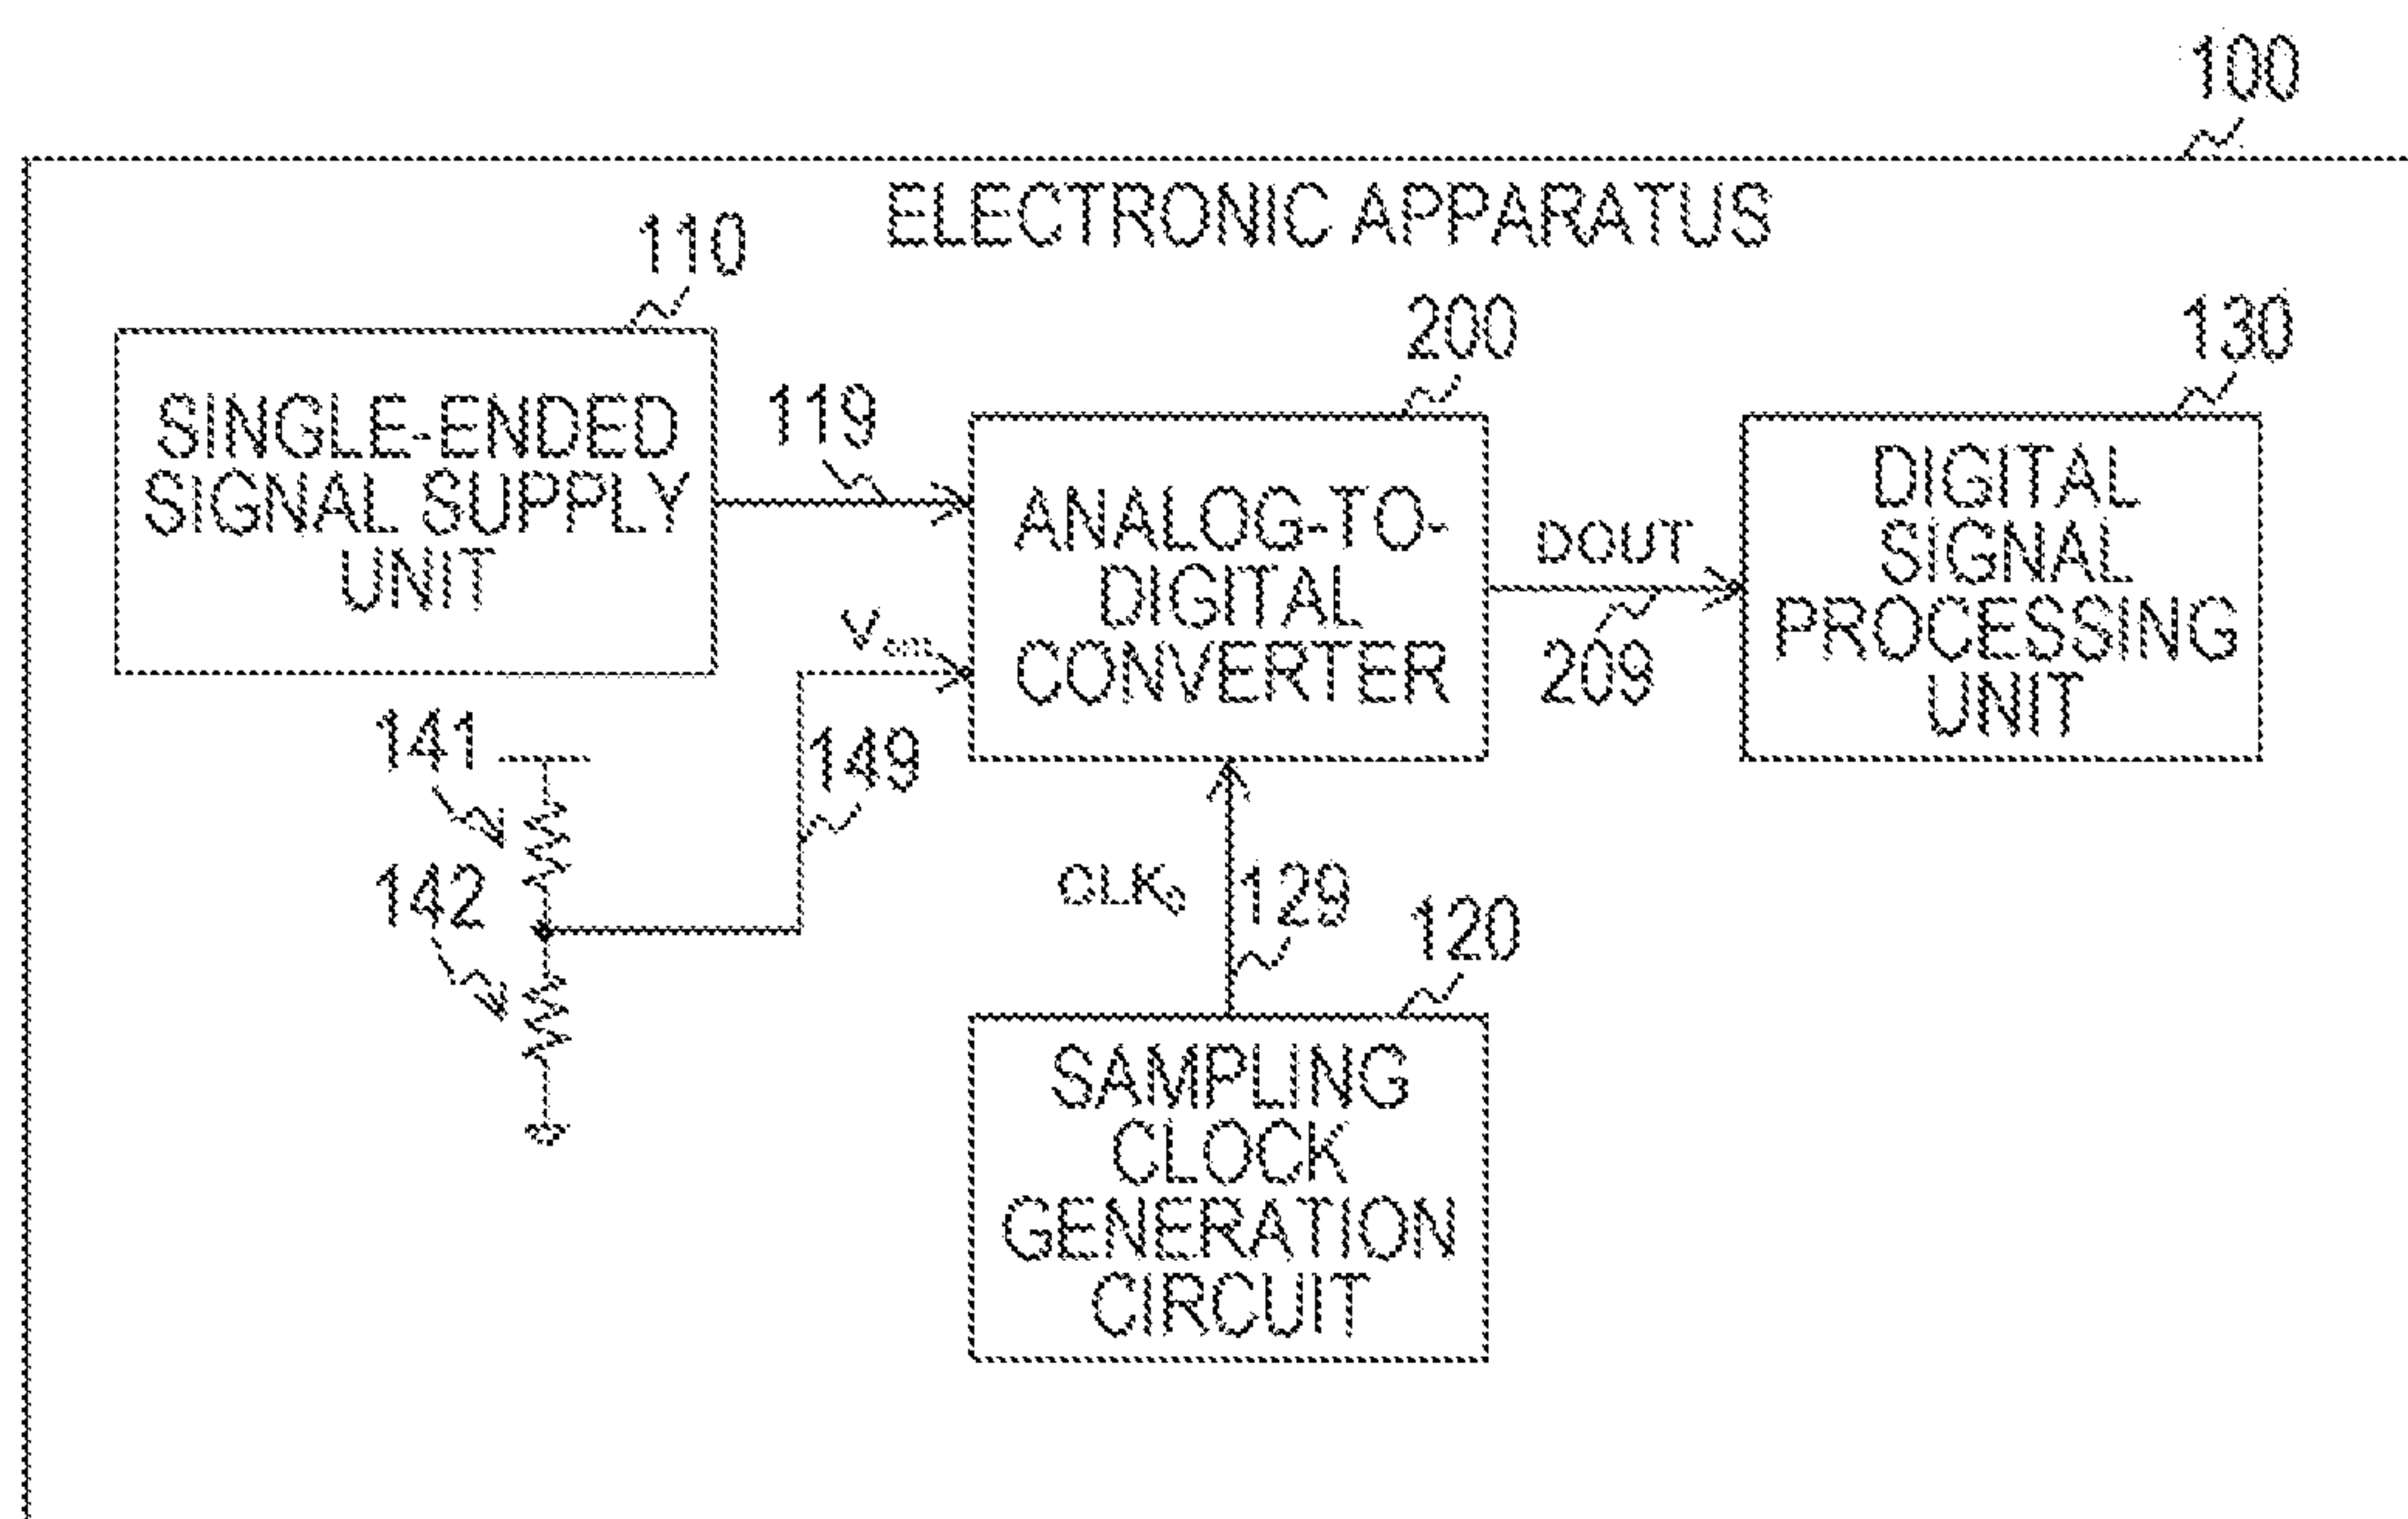 100
ELECTRONIC APPARATUS
110
SINGLE-ENDED
SIGNAL SUPPLY
UNIT
119
200
ANALOG-TO-
DIGITAL
CONVERTER
Vcm
149
DOUT
209
130
DIGITAL
SIGNAL
PROCESSING
UNIT
141
142
CLK
129
120
SAMPLING
CLOCK
GENERATION
CIRCUIT